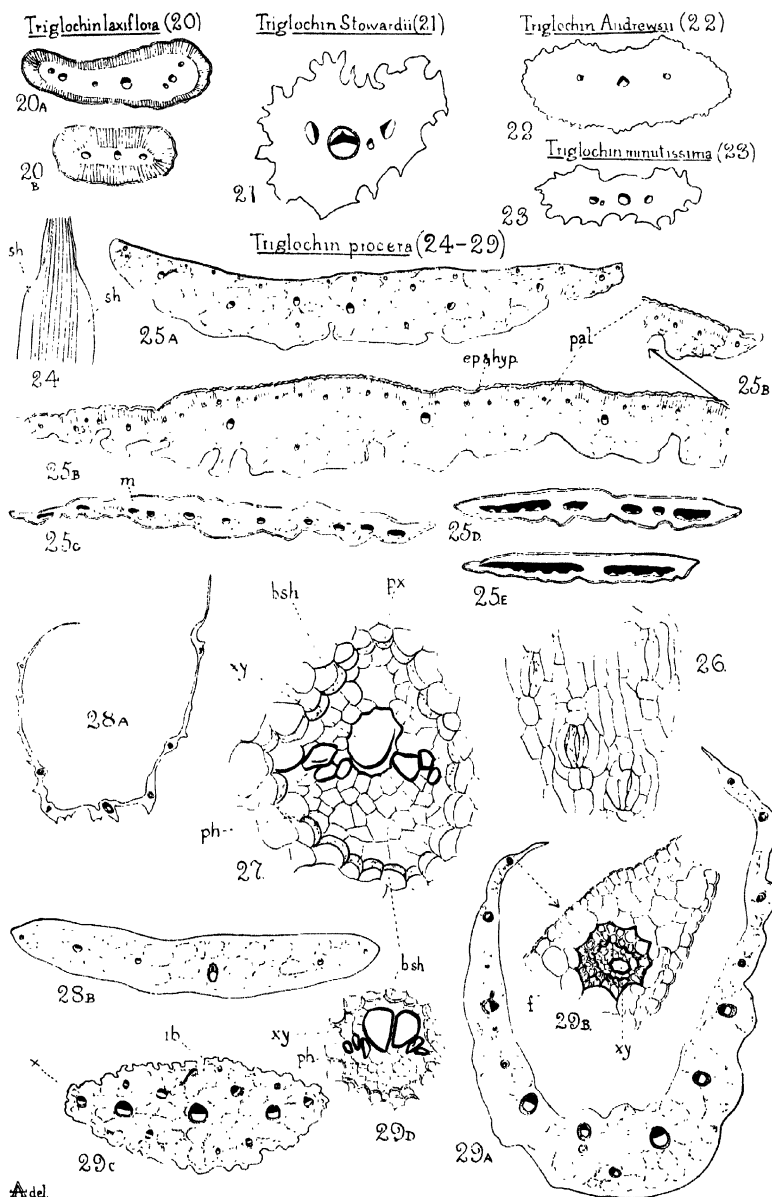 Triglochin laxiflora (20)
Triglochin Stowardii (21)
Triglochin Andrewsii (22)
20A
20B
21
22
Triglochin minutissima (23)
23
Triglochin procera (24-29)
sh
sh
24
25A
ep & hyp.
pal
25B
25B
m
25C
25D.
25.E
bsh
px
xy
26.
28A
ph
27.
bsh
28B
f
29B.
xy
xy
ph
ib
x
29D
29C
29A
del.